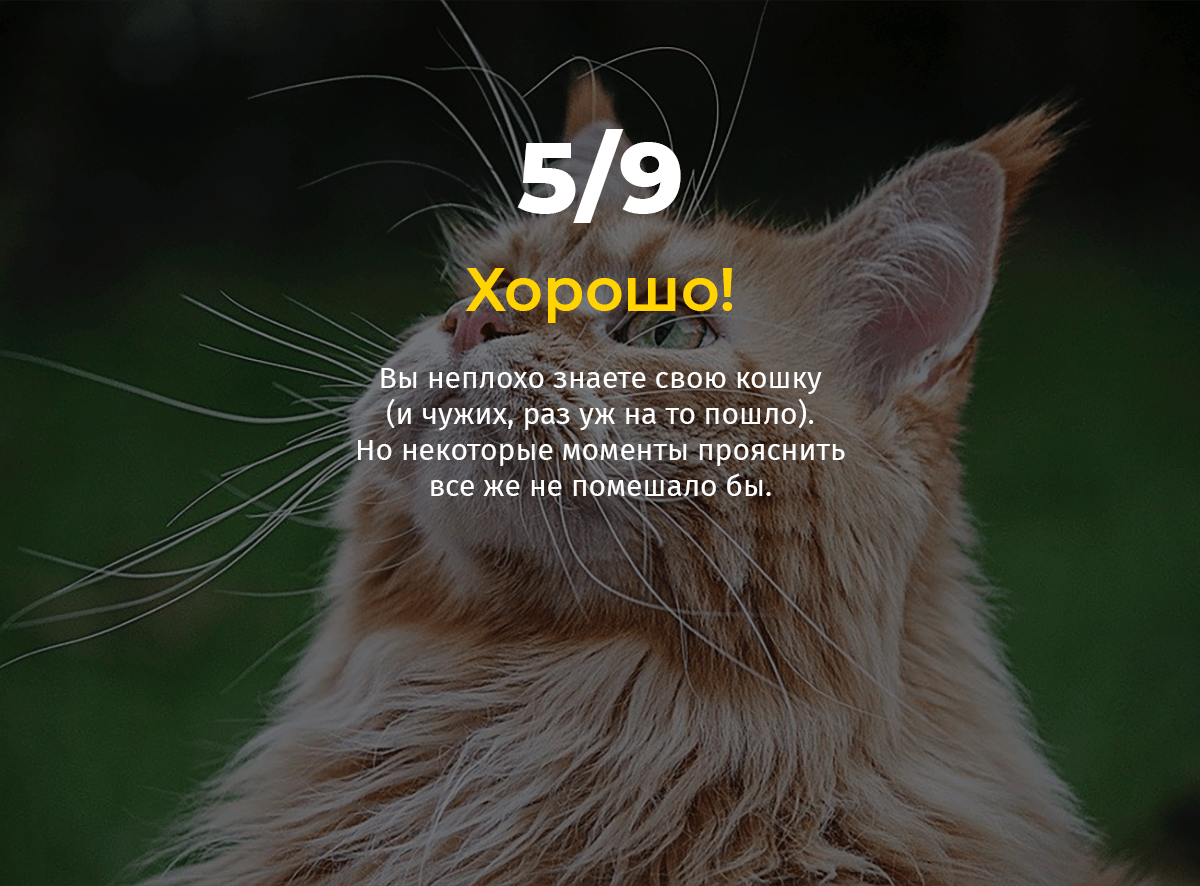 5/9
Хорошо!
Вы неплохо знаете свою кошку
(и чужих, раз уж на то пошло).
Но некоторые моменты прояснить
все же не помешало бы.